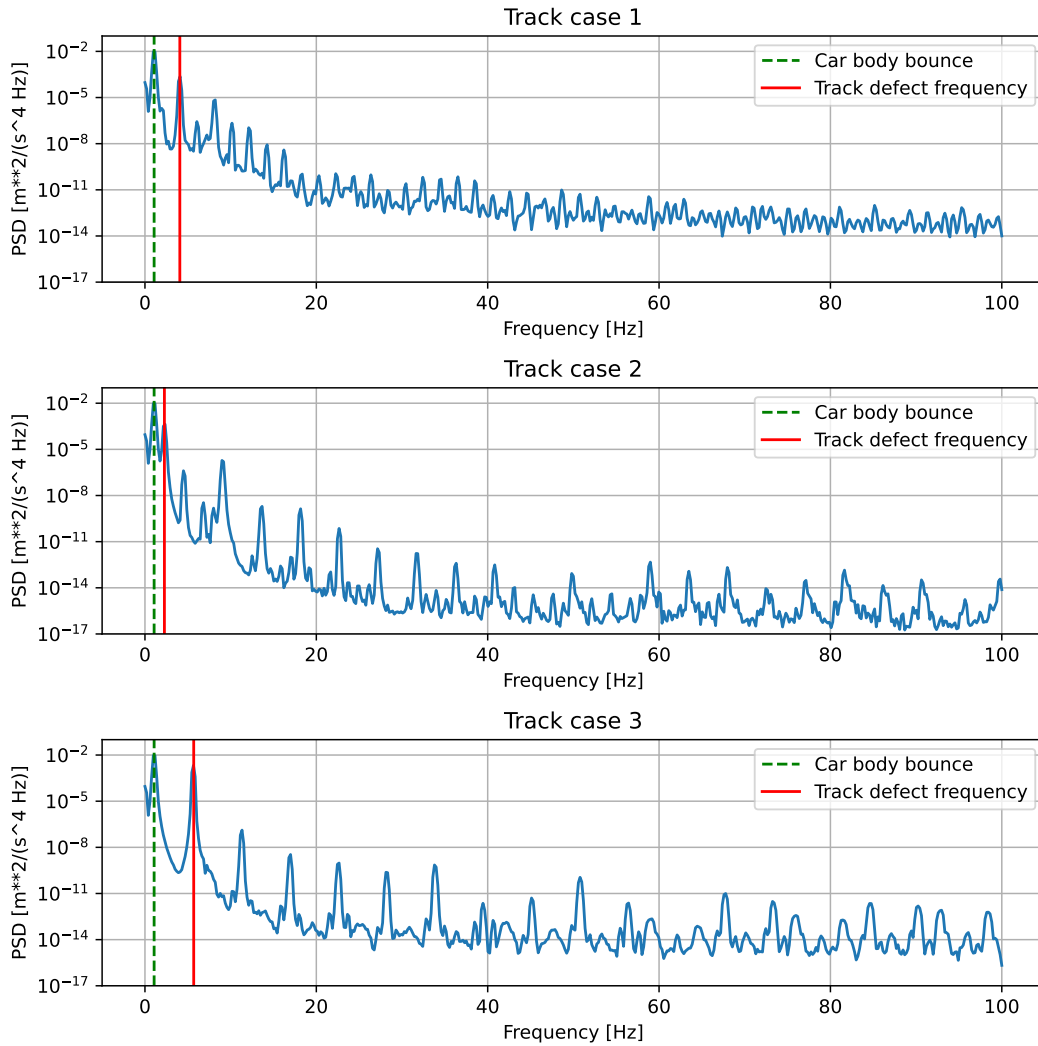 Track case 1
10^−2
10^−5
10^−8
10^−11
10^−14
10^−17
PSD [m**2/(s^4 Hz)]
Car body bounce
Track defect frequency
0 20 40 60 80 100
Frequency [Hz]
Track case 2
10^−2
10^−5
10^−8
10^−11
10^−14
10^−17
PSD [m**2/(s^4 Hz)]
Car body bounce
Track defect frequency
0 20 40 60 80 100
Frequency [Hz]
Track case 3
10^−2
10^−5
10^−8
10^−11
10^−14
10^−17
PSD [m**2/(s^4 Hz)]
Car body bounce
Track defect frequency
0 20 40 60 80 100
Frequency [Hz]